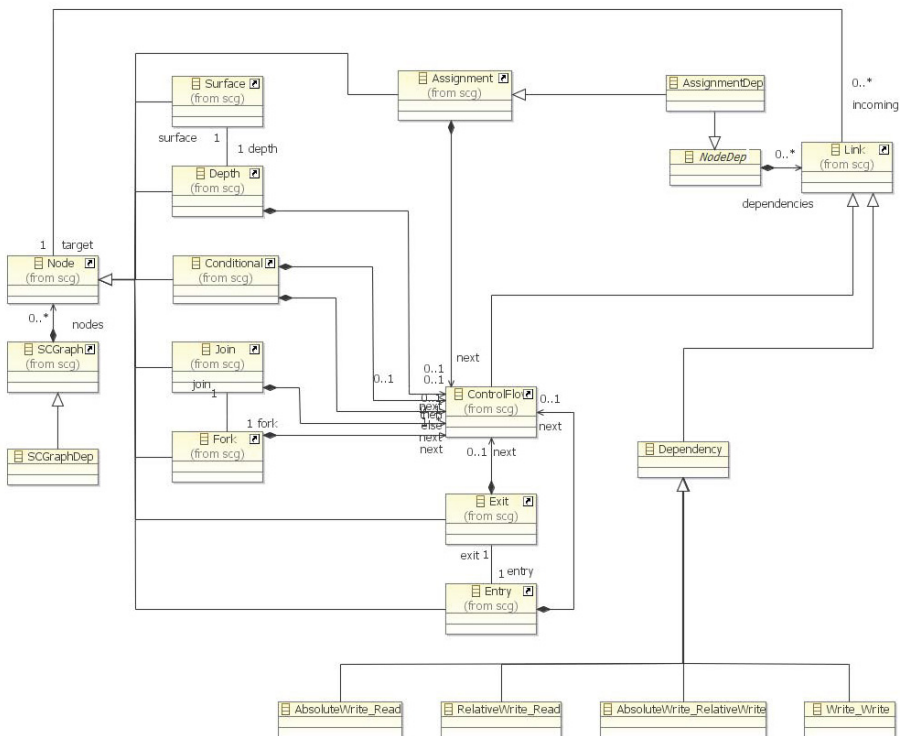 Surface
(from scg)
Assignment
(from scg)
AssignmentDep
0..*
incoming
surface 1
1 depth
NodeDep
0..*
Link
(from scg)
dependencies
Depth
(from scg)
1 target
Node
(from scg)
Conditional
(from scg)
0..*
nodes
SCGraph
(from scg)
Join
(from scg)
join
1
next
0..1
0..1
0..1
ControlFlo
(from scg)
0..1
next
then
else
next
next
next
1 fork
Fork
(from scg)
0..1 next
SCGraphDep
Dependency
Exit
(from scg)
exit 1
1 entry
Entry
(from scg)
AbsoluteWrite_Read
RelativeWrite_Read
AbsoluteWrite_RelativeWrite
Write_Write